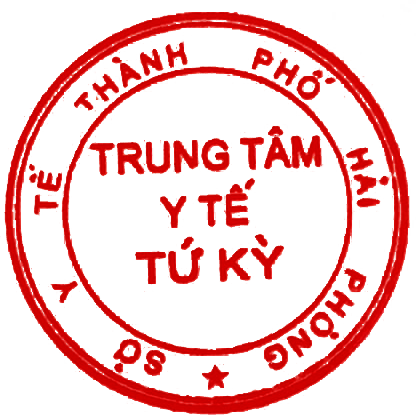 SỞ Y TẾ THÀNH PHỐ HẢI PHÒNG
TRUNG TÂM
Y TẾ
TỨ KỲ